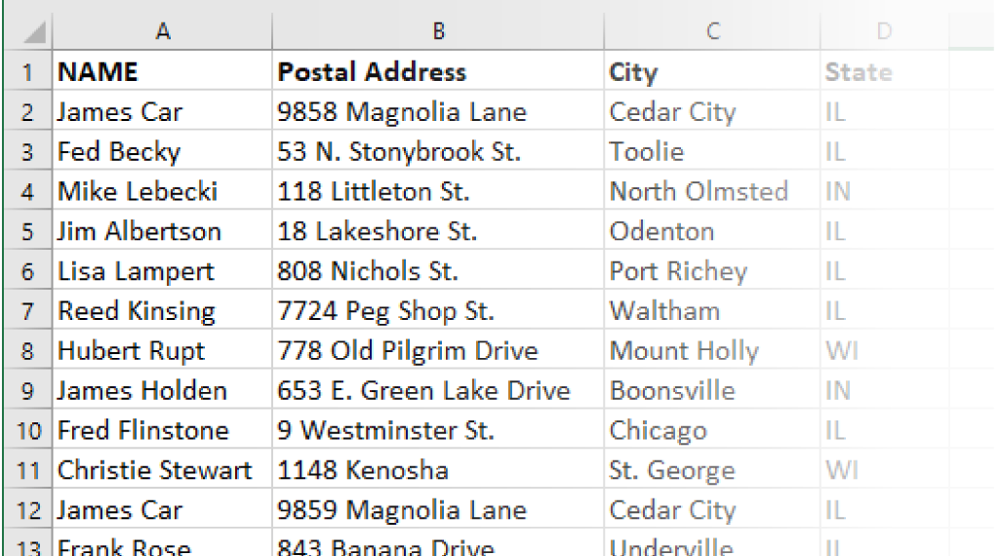 A B C D
1 NAME Postal Address City State
2 James Car 9858 Magnolia Lane Cedar City IL
3 Fed Becky 53 N. Stonybrook St. Toolie IL
4 Mike Lebecki 118 Littleton St. North Olmsted IN
5 Jim Albertson 18 Lakeshore St. Odenton IL
6 Lisa Lampert 808 Nichols St. Port Richey IL
7 Reed Kinsing 7724 Peg Shop St. Waltham IL
8 Hubert Rupt 778 Old Pilgrim Drive Mount Holly WI
9 James Holden 653 E. Green Lake Drive Boonsville IN
10 Fred Flinstone 9 Westminster St. Chicago IL
11 Christie Stewart 1148 Kenosha St. George WI
12 James Car 9859 Magnolia Lane Cedar City IL
13 Frank Rose 843 Banana Drive Underville IL